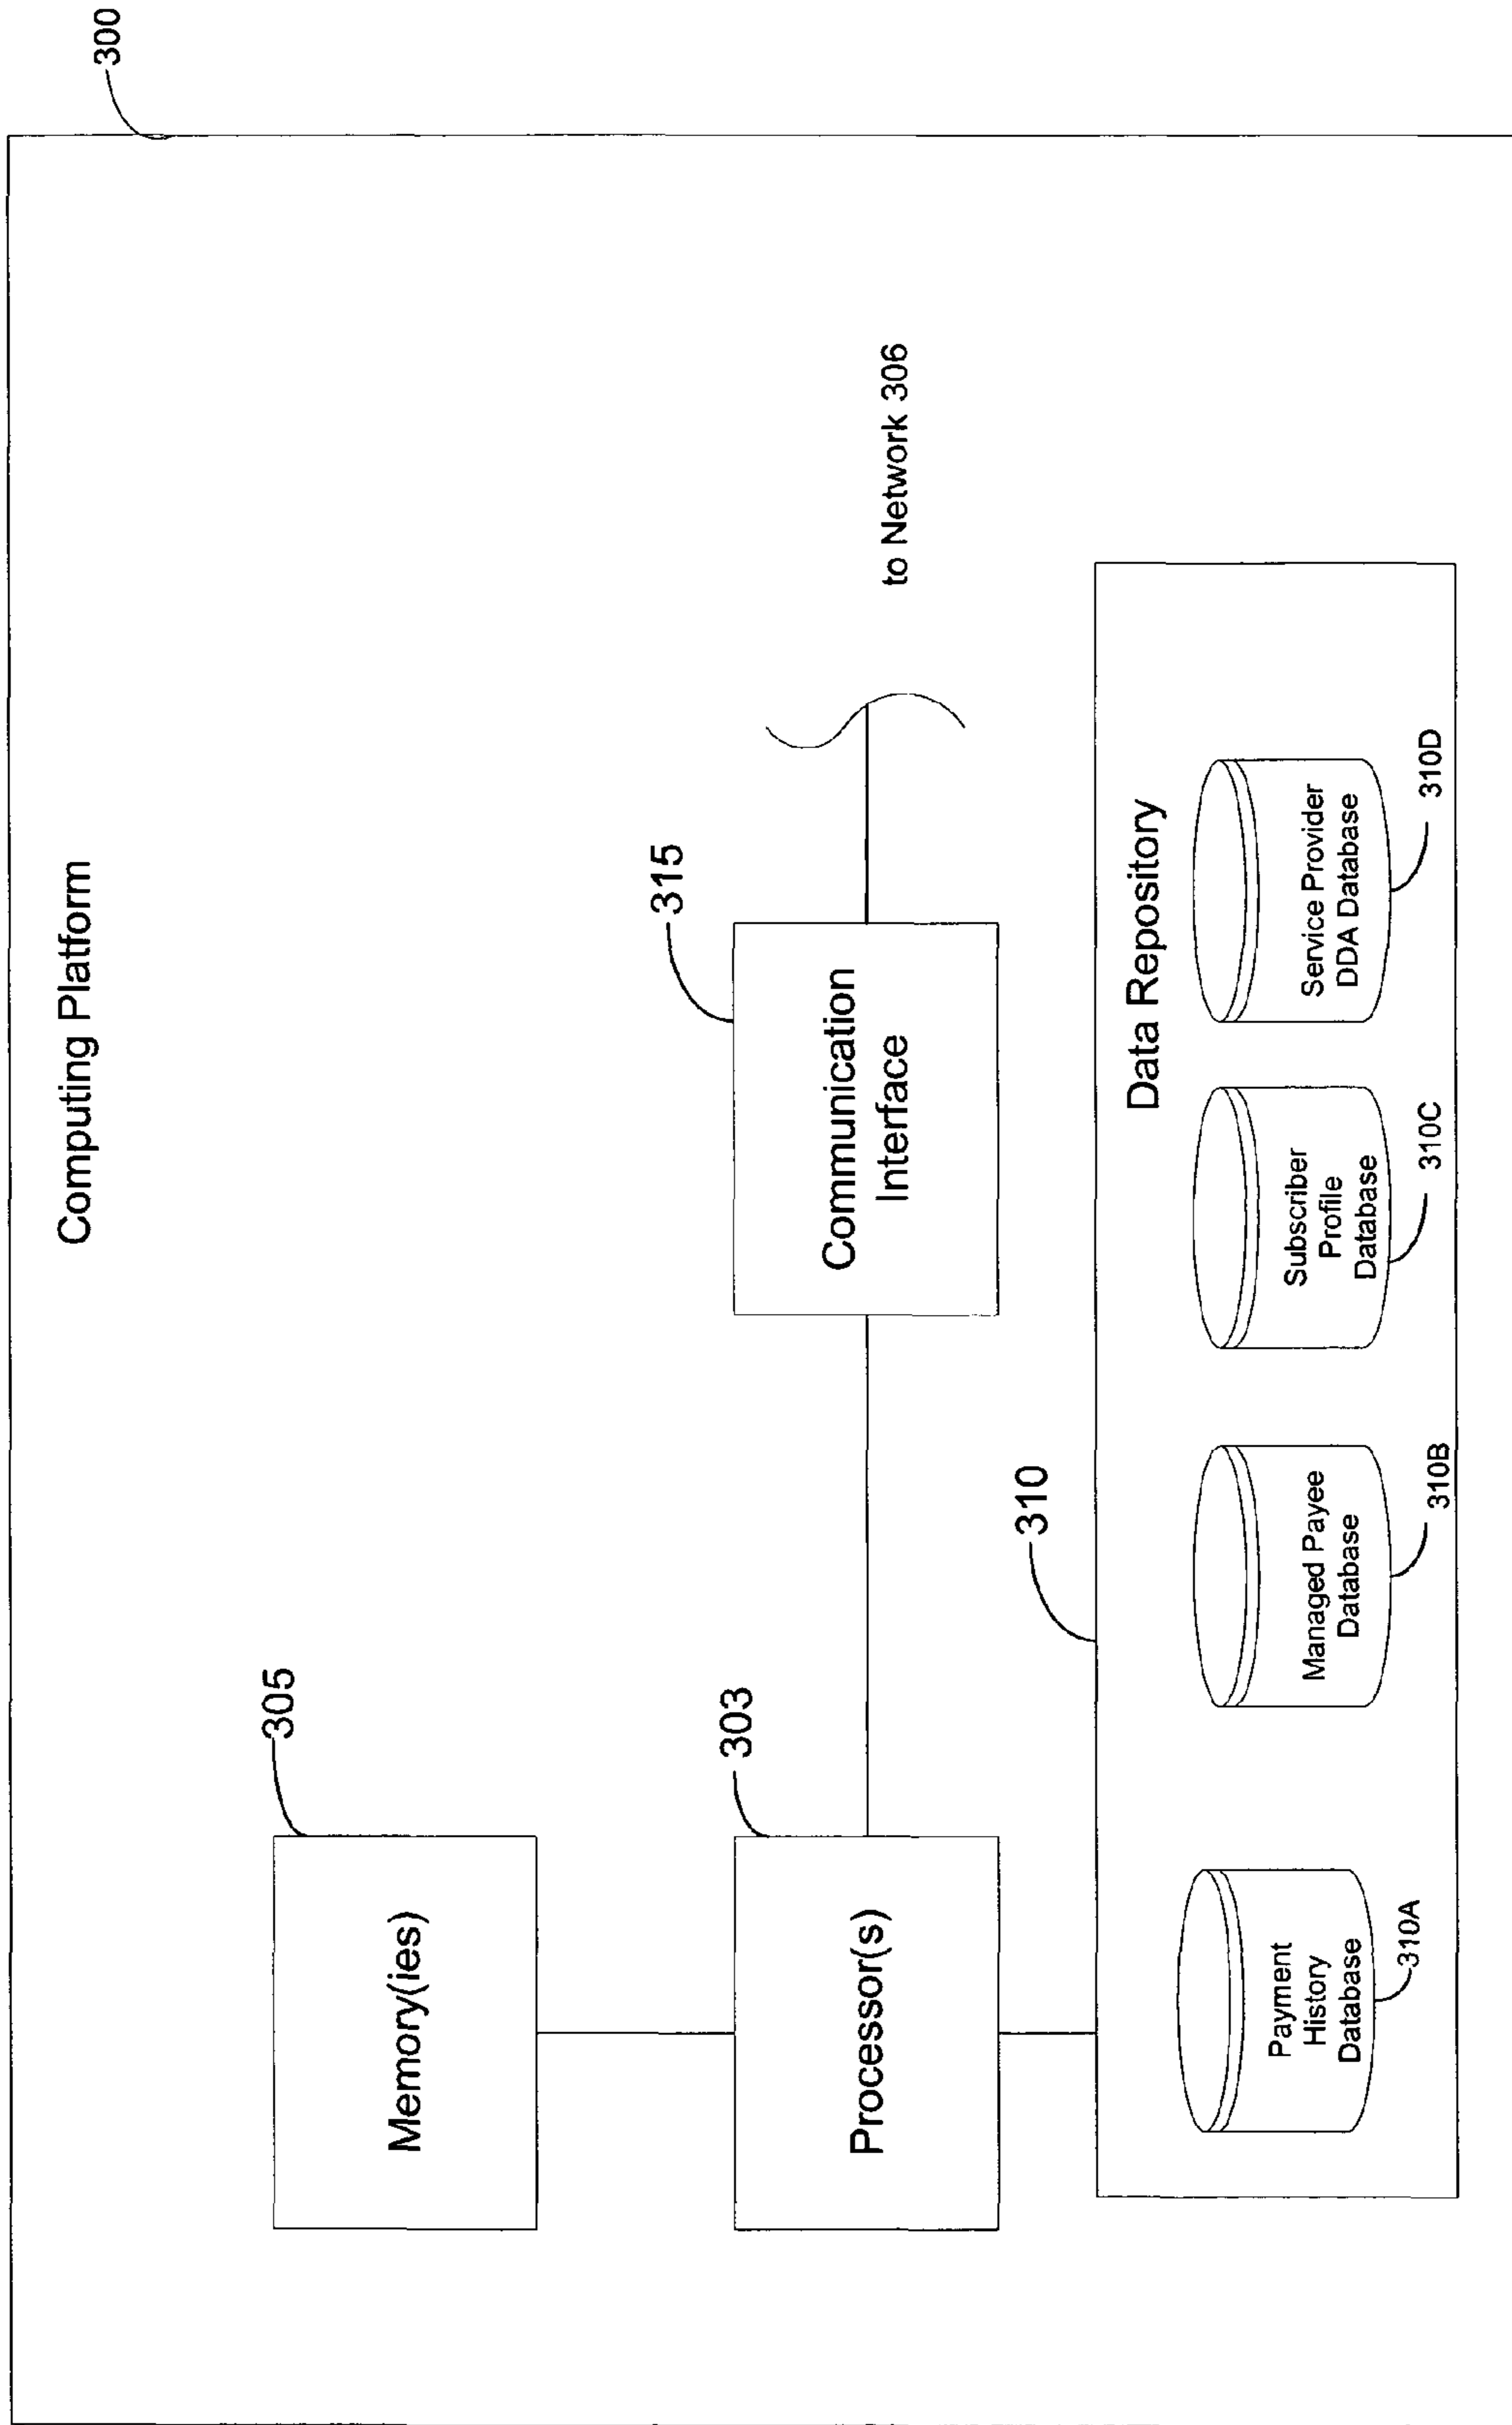 Computing Platform
300
Memory(ies)
305
Processor(s)
303
Communication
Interface
315
to Network 306
310
Data Repository
Payment
History
Database
310A
Managed Payee
Database
310B
Subscriber
Profile
Database
310C
Service Provider
DDA Database
310D